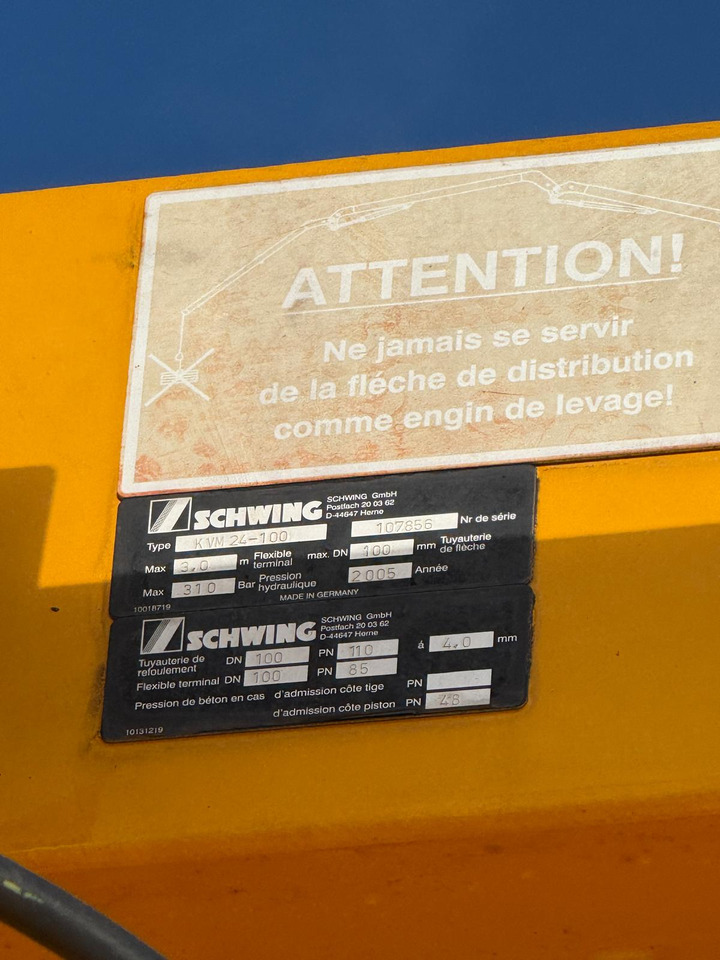 ATTENTION!
Ne jamais se servir
de la fléche de distribution
comme engin de levage!
SCHWING SCHWING GmbH
Postfach 20 03 62
D-44647 Herne
Type KVM 24-100 107856 Nr de série
Max 3,0 m Flexible terminal max. DN 100 mm Tuyauterie de flèche
Max 310 Bar Pression hydraulique 2005 Année
MADE IN GERMANY
10018719
SCHWING SCHWING GmbH
Postfach 20 03 62
D-44647 Herne
Tuyauterie de refoulement DN 100 PN 110 á 4,0 mm
Flexible terminal DN 100 PN 85
Pression de béton en cas d'admission côte tige PN
d'admission côte piston PN 48
10131219